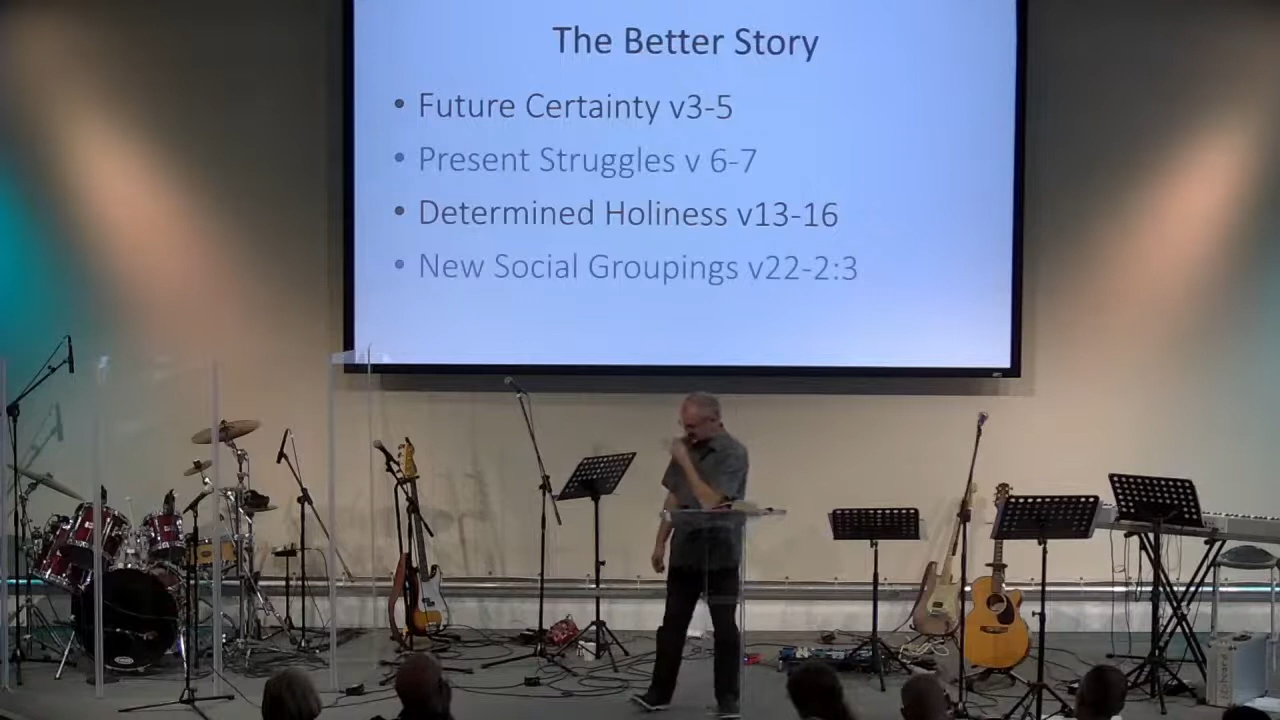 The Better Story
• Future Certainty v3-5
• Present Struggles v 6-7
• Determined Holiness v13-16
• New Social Groupings v22-2:3